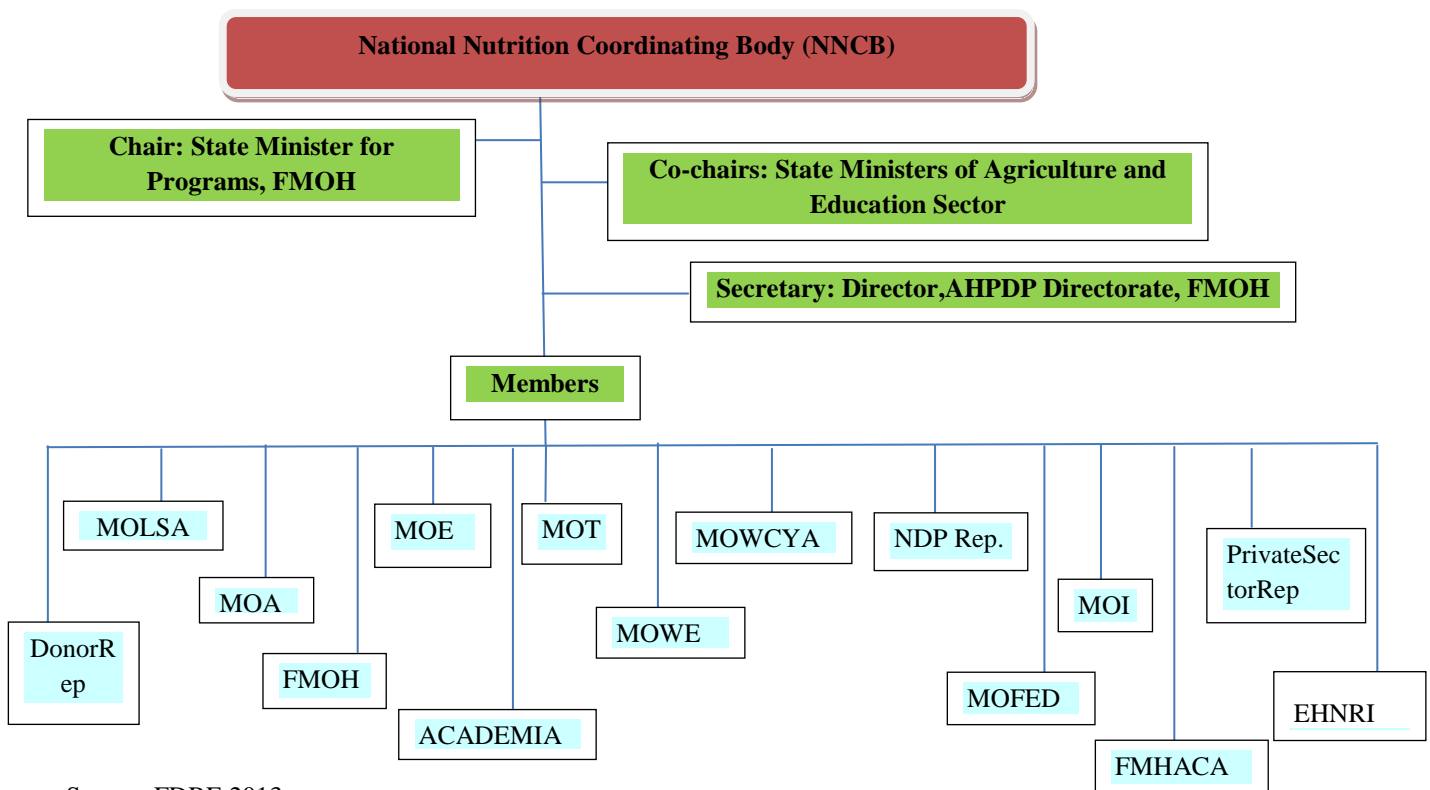 National Nutrition Coordinating Body (NNCB)
Chair: State Minister for
Programs, FMOH
Co-chairs: State Ministers of Agriculture and
Education Sector
Secretary: Director,AHPDP Directorate, FMOH
Members
MOLSA
MOE
MOT
MOWCYA
NDP Rep.
PrivateSec
torRep
MOA
MOI
MOWE
DonorR
ep
FMOH
MOFED
EHNRI
ACADEMIA
FMHACA